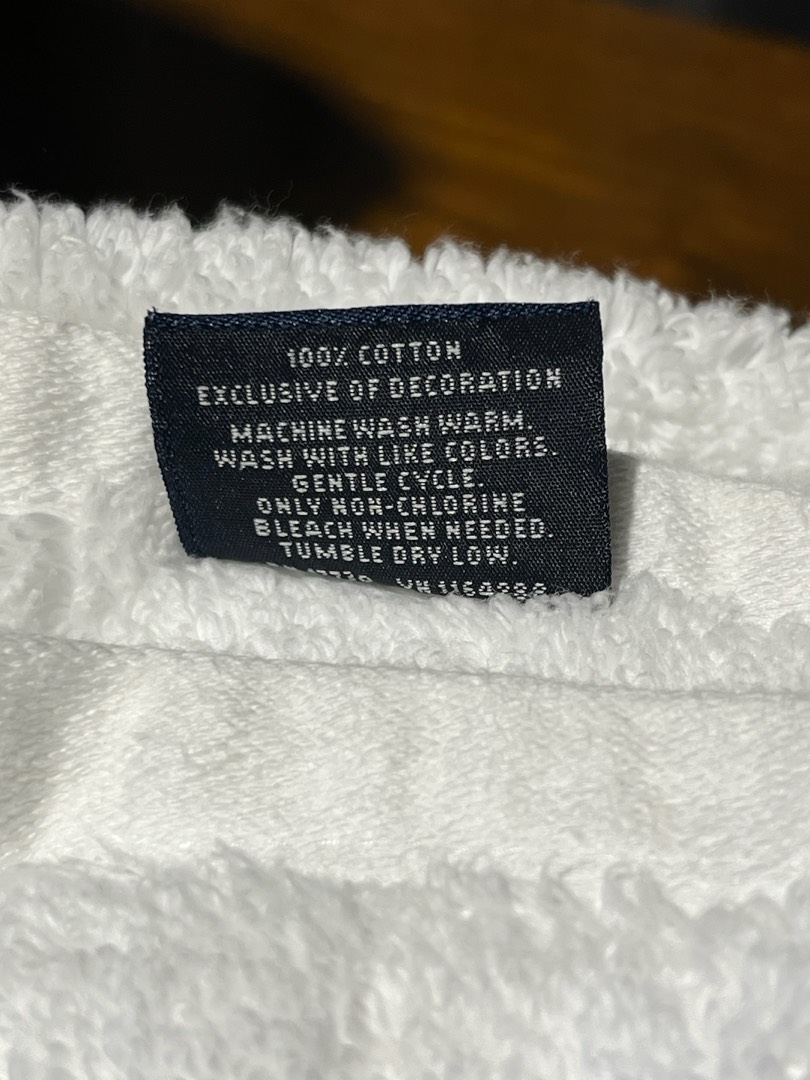 100% COTTON
EXCLUSIVE OF DECORATION
MACHINE WASH WARM.
WASH WITH LIKE COLORS.
GENTLE CYCLE.
ONLY NON-CHLORINE
BLEACH WHEN NEEDED.
TUMBLE DRY LOW.